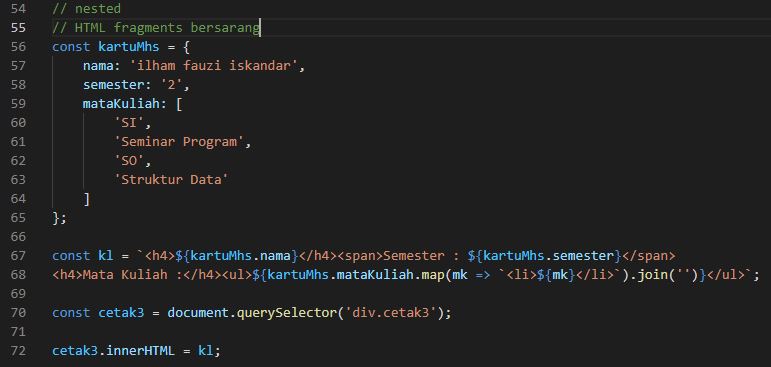 54 // nested
55 // HTML fragments bersarang
56 const kartuMhs = {
57     nama: 'ilham fauzi iskandar',
58     semester: '2',
59     mataKuliah: [
60         'SI',
61         'Seminar Program',
62         'SO',
63         'Struktur Data'
64     ]
65 };
66
67 const kl = `<h4>${kartuMhs.nama}</h4><span>Semester : ${kartuMhs.semester}</span>
68 <h4>Mata Kuliah :</h4><ul>${kartuMhs.mataKuliah.map(mk => `<li>${mk}</li>`).join('')}</ul>`;
69
70 const cetak3 = document.querySelector('div.cetak3');
71
72 cetak3.innerHTML = kl;